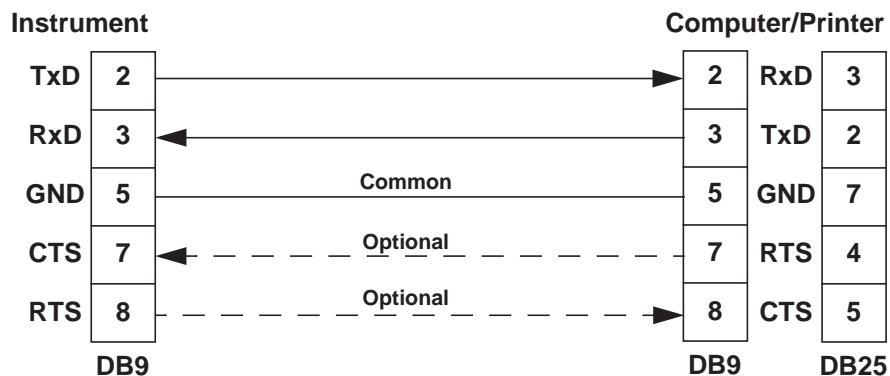 Instrument Computer/Printer
TxD 2 2 RxD 3
RxD 3 3 TxD 2
GND 5 Common 5 GND 7
CTS 7 Optional 7 RTS 4
RTS 8 Optional 8 CTS 5
DB9 DB9 DB25